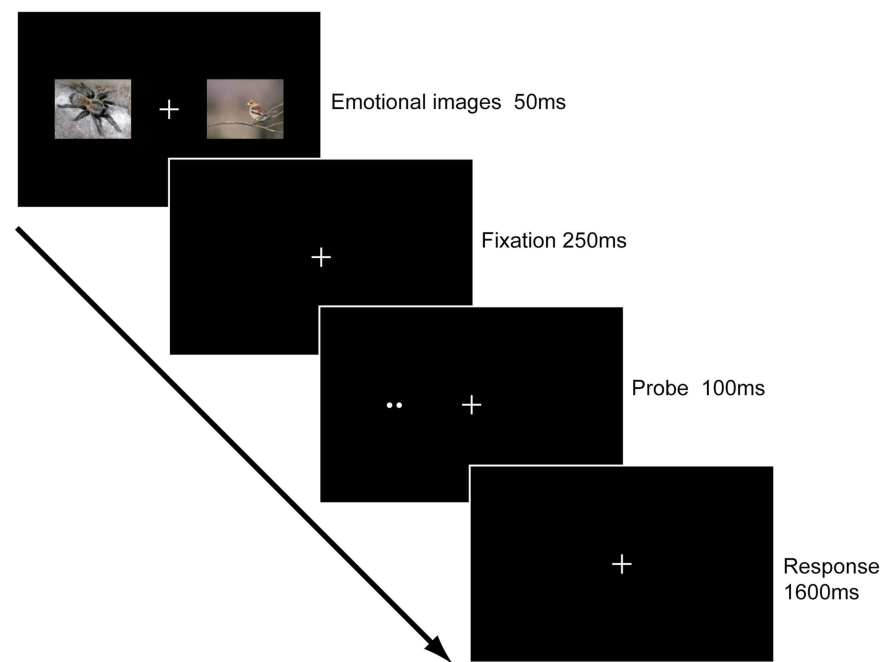 Emotional images  50ms
Fixation 250ms
Probe  100ms
Response
1600ms